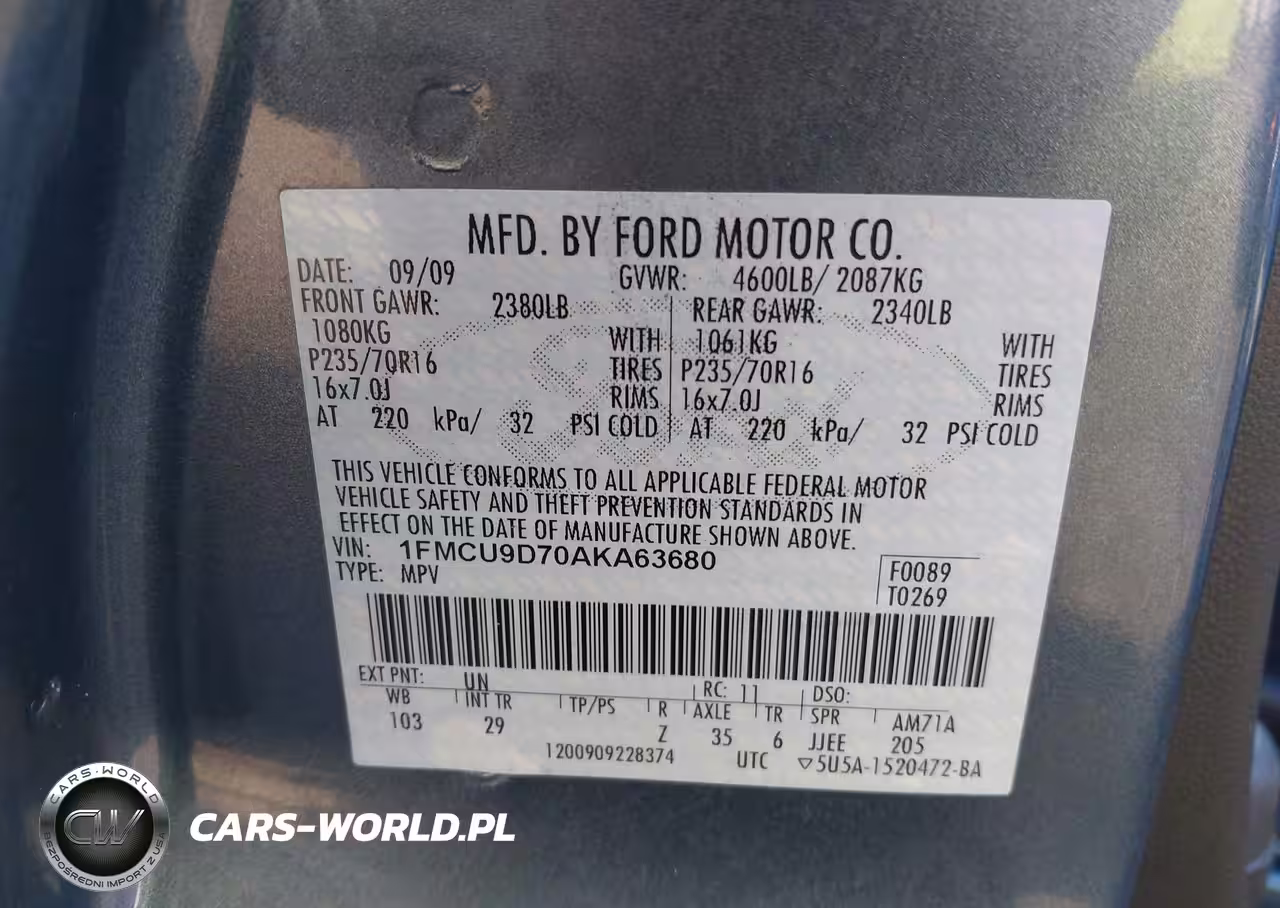 MFD. BY FORD MOTOR CO.
DATE: 09/09 GVWR: 4600LB/ 2087KG
FRONT GAWR: 2380LB REAR GAWR: 2340LB
1080KG WITH 1061KG WITH
P235/70R16 TIRES P235/70R16 TIRES
16x7.0J RIMS 16x7.0J RIMS
AT 220 kPa/ 32 PSI COLD AT 220 kPa/ 32 PSI COLD
THIS VEHICLE CONFORMS TO ALL APPLICABLE FEDERAL MOTOR
VEHICLE SAFETY AND THEFT PREVENTION STANDARDS IN
EFFECT ON THE DATE OF MANUFACTURE SHOWN ABOVE.
VIN: 1FMCU9D70AKA63680
TYPE: MPV
F0089
T0269
EXT PNT: UN RC: 11 DSO:
WB INT TR TP/PS R AXLE TR SPR AM71A
103 29 Z 35 6 JJEE 205
1200909228374 UTC ▽5U5A-1520472-BA
CARS-WORLD
CW
BEZPOŚREDNI IMPORT Z USA
CARS-WORLD.PL